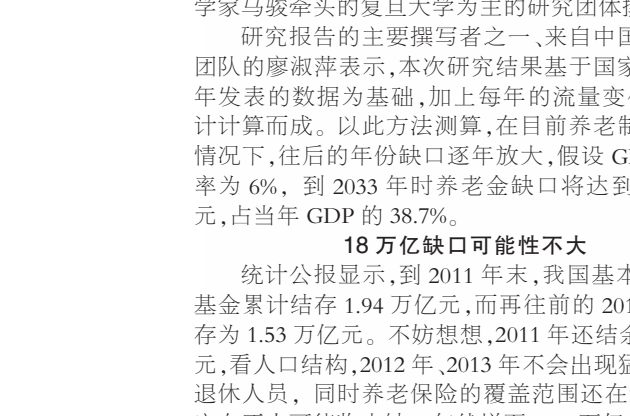 学家马骏牵头的复旦大学为主的研究团体
研究报告的主要撰写者之一、来自中国
团队的廖淑萍表示,本次研究结果基于国家
年发表的数据为基础,加上每年的流量变
计计算而成。以此方法测算,在目前养老制
情况下,往后的年份缺口逐年放大,假设 G
率为 6%, 到 2033 年时养老金缺口将达到
元,占当年 GDP 的 38.7%。
18 万亿缺口可能性不大
统计公报显示,到 2011 年末,我国基本
基金累计结存 1.94 万亿元,而再往前的 201
存为 1.53 万亿元。不妨想想,2011 年还结余
元,看人口结构,2012 年、2013 年不会出现猛
退休人员, 同时养老保险的覆盖范围还在